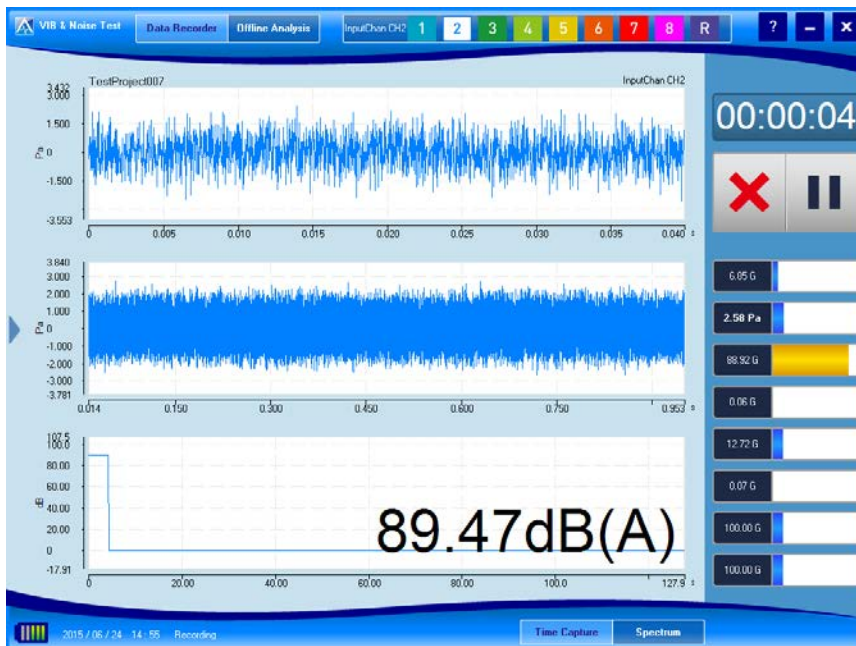 VIB & Noise Test Data Recorder Offline Analysis InputChan CH2 1 2 3 4 5 6 7 8 R ?
TestProject007 InputChan CH2
3.432
3.000
1.500
Pa 0
-1.500
-3.553
0 0.005 0.010 0.015 0.020 0.025 0.030 0.035 0.040 s
3.840
3.000
2.000
1.000
Pa 0
-1.000
-2.000
-3.000
-3.781
0.014 0.150 0.300 0.450 0.600 0.750 0.953 s
107.5
100.0
80.00
60.00
dB 40.00
20.00
0
-17.91
0 20.00 40.00 60.00 80.00 100.0 127.9 s
89.47dB(A)
00:00:04
6.05 G
2.58 Pa
88.92 G
0.06 G
12.72 G
0.07 G
100.00 G
100.00 G
2015 / 06 / 24 14 : 55 Recording Time Capture Spectrum